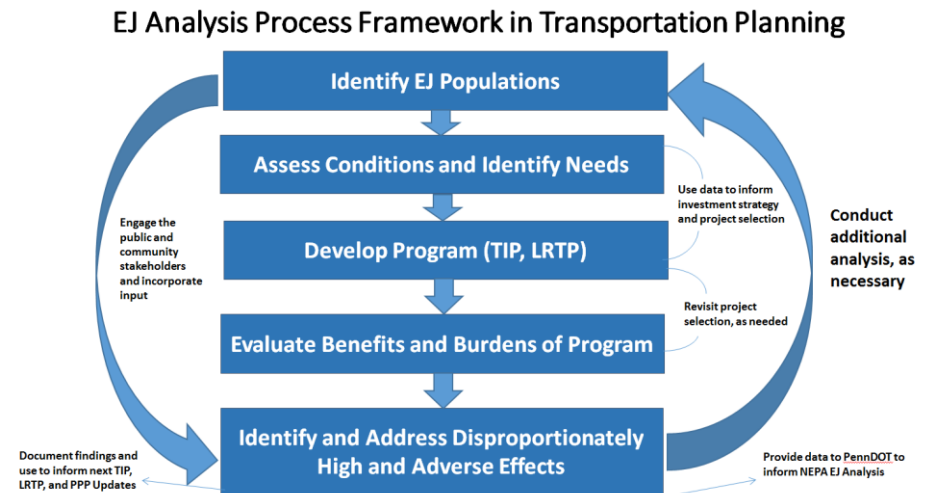 EJ Analysis Process Framework in Transportation Planning
Identify EJ Populations
Assess Conditions and Identify Needs
Use data to inform
investment strategy
and project selection
Engage the
public and
community
stakeholders
and incorporate
input
Develop Program (TIP, LRTP)
Conduct
additional
analysis, as
necessary
Revisit project
selection, as needed
Evaluate Benefits and Burdens of Program
Identify and Address Disproportionately
High and Adverse Effects
Document findings and
use to inform next TIP,
LRTP, and PPP Updates
Provide data to PennDOT to
inform NEPA EJ Analysis